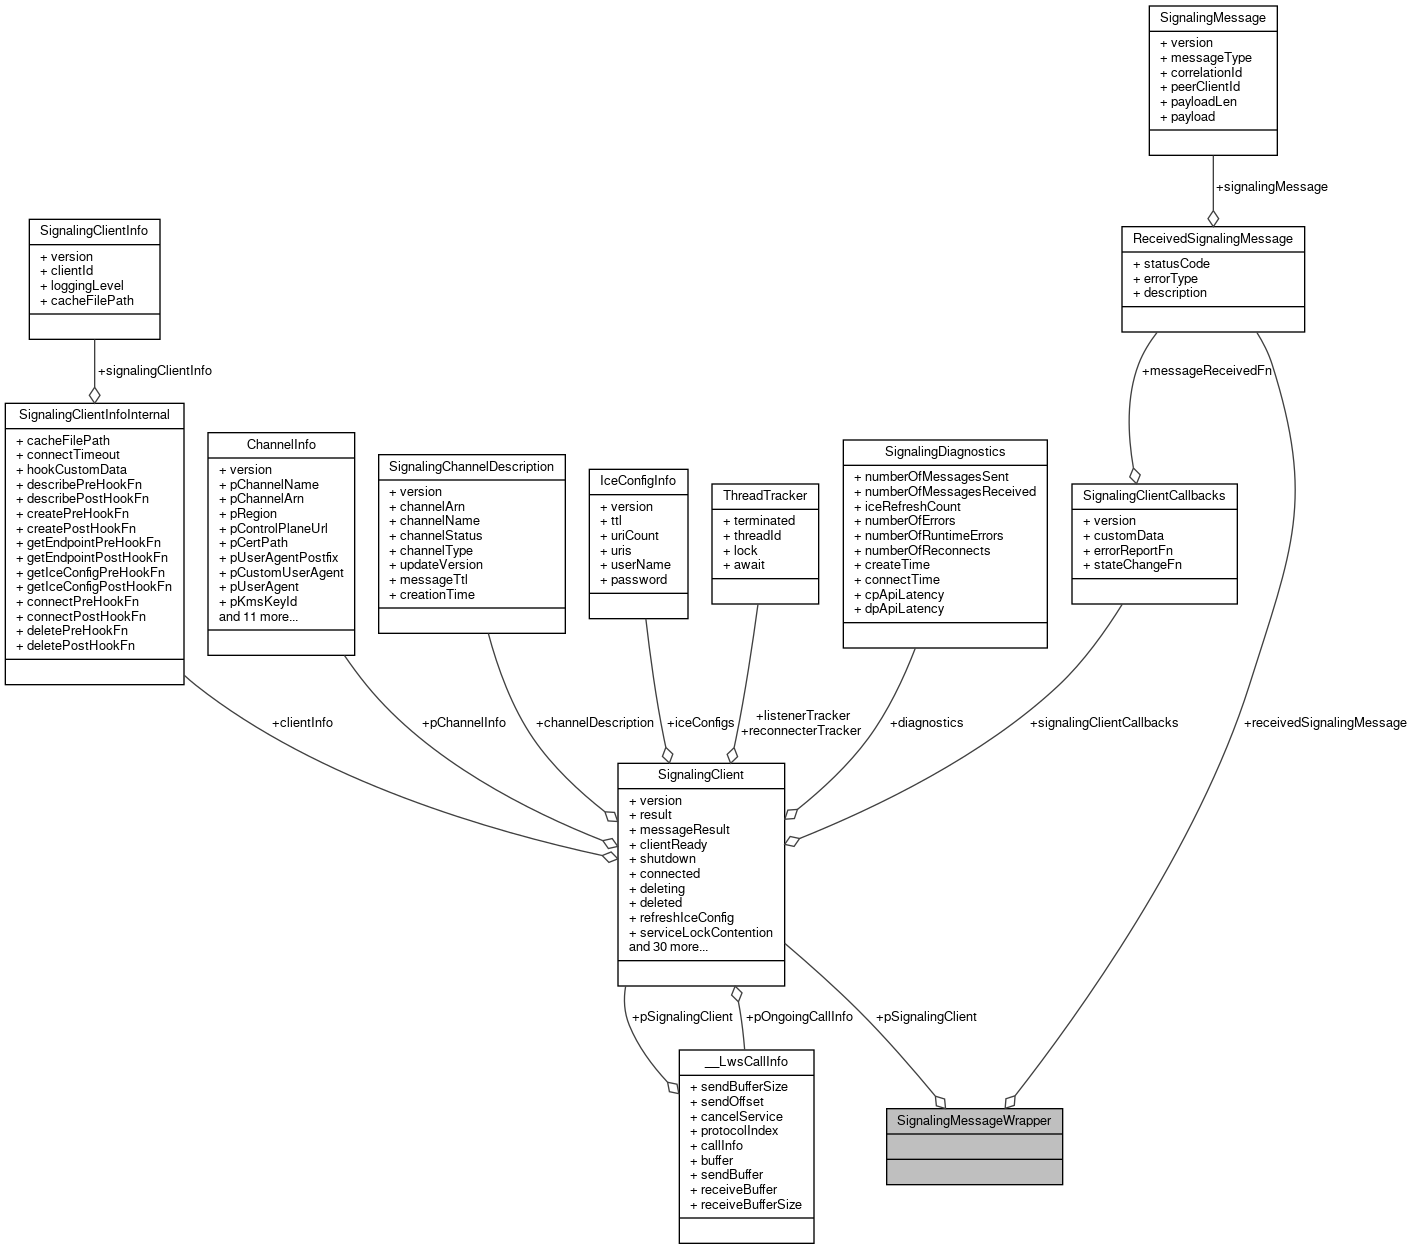 SignalingMessage
+ version
+ messageType
+ correlationId
+ peerClientId
+ payloadLen
+ payload
+signalingMessage
SignalingClientInfo
+ version
+ clientId
+ loggingLevel
+ cacheFilePath
ReceivedSignalingMessage
+ statusCode
+ errorType
+ description
+signalingClientInfo
+messageReceivedFn
SignalingClientInfoInternal
+ cacheFilePath
+ connectTimeout
+ hookCustomData
+ describePreHookFn
+ describePostHookFn
+ createPreHookFn
+ createPostHookFn
+ getEndpointPreHookFn
+ getEndpointPostHookFn
+ getIceConfigPreHookFn
+ getIceConfigPostHookFn
+ connectPreHookFn
+ connectPostHookFn
+ deletePreHookFn
+ deletePostHookFn
ChannelInfo
+ version
+ pChannelName
+ pChannelArn
+ pRegion
+ pControlPlaneUrl
+ pCertPath
+ pUserAgentPostfix
+ pCustomUserAgent
+ pUserAgent
+ pKmsKeyId
and 11 more...
SignalingChannelDescription
+ version
+ channelArn
+ channelName
+ channelStatus
+ channelType
+ updateVersion
+ messageTtl
+ creationTime
IceConfigInfo
+ version
+ ttl
+ uriCount
+ uris
+ userName
+ password
ThreadTracker
+ terminated
+ threadId
+ lock
+ await
SignalingDiagnostics
+ numberOfMessagesSent
+ numberOfMessagesReceived
+ iceRefreshCount
+ numberOfErrors
+ numberOfRuntimeErrors
+ numberOfReconnects
+ createTime
+ connectTime
+ cpApiLatency
+ dpApiLatency
SignalingClientCallbacks
+ version
+ customData
+ errorReportFn
+ stateChangeFn
+clientInfo
+pChannelInfo
+channelDescription
+iceConfigs
+listenerTracker
+reconnecterTracker
+diagnostics
+signalingClientCallbacks
+receivedSignalingMessage
SignalingClient
+ version
+ result
+ messageResult
+ clientReady
+ shutdown
+ connected
+ deleting
+ deleted
+ refreshIceConfig
+ serviceLockContention
and 30 more...
+pSignalingClient
+pOngoingCallInfo
+pSignalingClient
__LwsCallInfo
+ sendBufferSize
+ sendOffset
+ cancelService
+ protocolIndex
+ callInfo
+ buffer
+ sendBuffer
+ receiveBuffer
+ receiveBufferSize
SignalingMessageWrapper